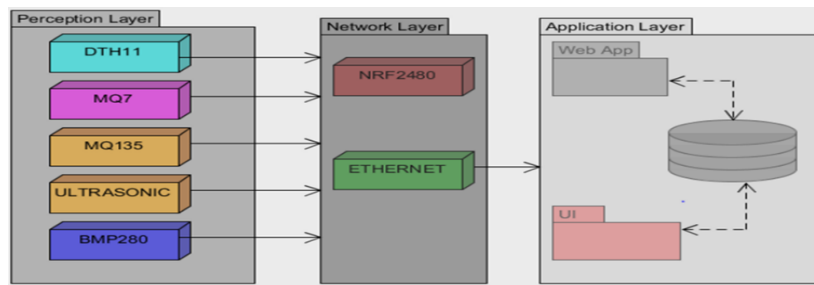 Perception Layer
DTH11
MQ7
MQ135
ULTRASONIC
BMP280
Network Layer
NRF2480
ETHERNET
Application Layer
Web App
UI